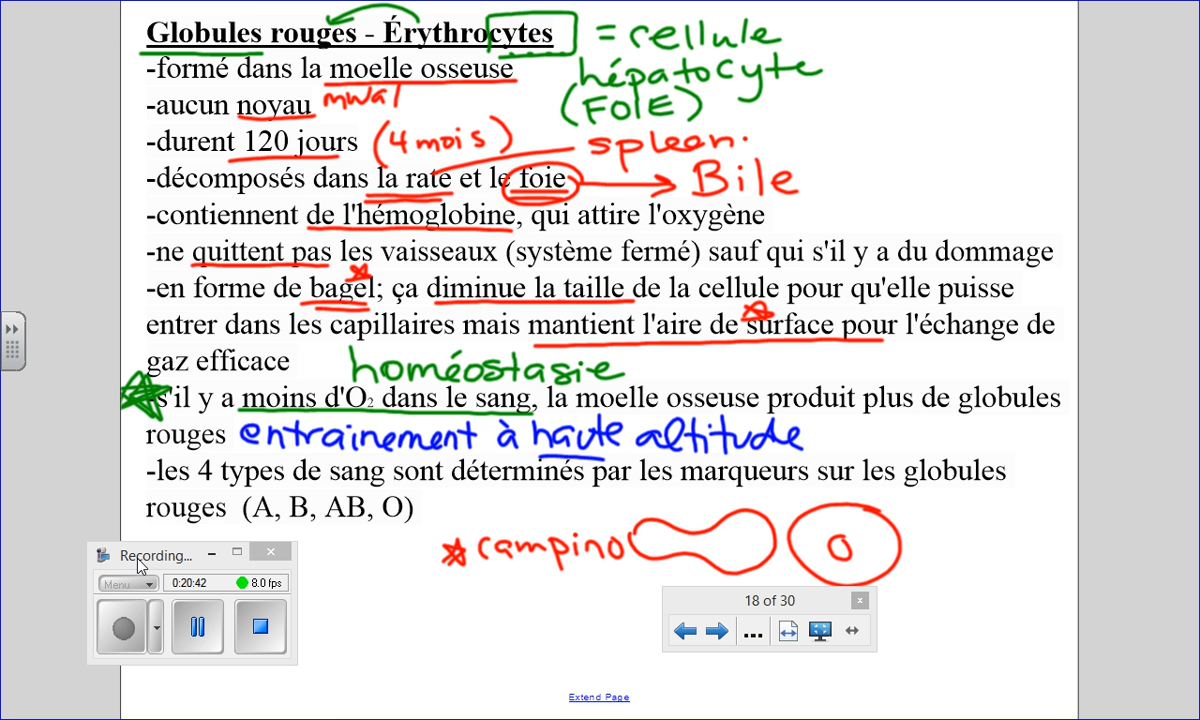 Globules rouges - Érythrocytes = cellule
-formé dans la moelle osseuse hépatocyte
-aucun noyau mwal (FOIE)
-durent 120 jours (4 mois) spleen.
-décomposés dans la rate et le foie Bile
-contiennent de l'hémoglobine, qui attire l'oxygène
-ne quittent pas les vaisseaux (système fermé) sauf qui s'il y a du dommage
-en forme de bagel; ça diminue la taille de la cellule pour qu'elle puisse
entrer dans les capillaires mais mantient l'aire de surface pour l'échange de
gaz efficace homéostasie
s'il y a moins d'O₂ dans le sang, la moelle osseuse produit plus de globules
rouges entrainement à haute altitude
-les 4 types de sang sont déterminés par les marqueurs sur les globules
rouges (A, B, AB, O)
campino
Recording...
Menu 0:20:42 8.0 fps
18 of 30
Extend Page